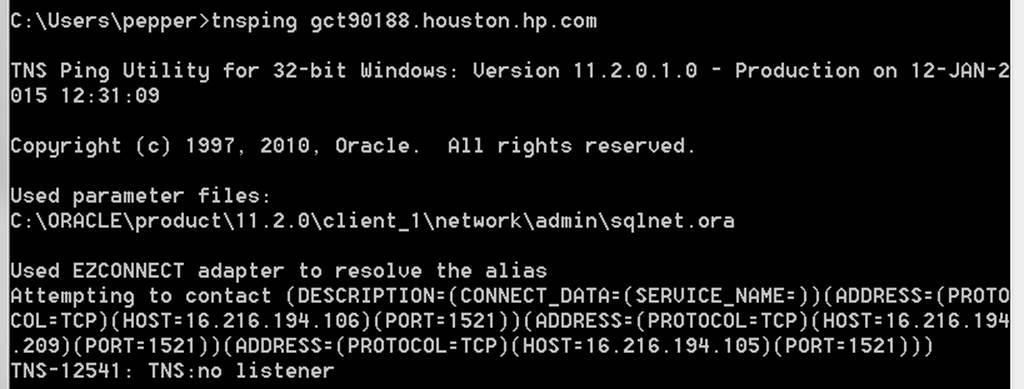 C:\Users\pepper>tnsping gct90188.houston.hp.com
TNS Ping Utility for 32-bit Windows: Version 11.2.0.1.0 - Production on 12-JAN-2
015 12:31:09
Copyright (c) 1997, 2010, Oracle.  All rights reserved.
Used parameter files:
C:\ORACLE\product\11.2.0\client_1\network\admin\sqlnet.ora
Used EZCONNECT adapter to resolve the alias
Attempting to contact (DESCRIPTION=(CONNECT_DATA=(SERVICE_NAME=))(ADDRESS=(PROTO
COL=TCP)(HOST=16.216.194.106)(PORT=1521))(ADDRESS=(PROTOCOL=TCP)(HOST=16.216.194
.209)(PORT=1521))(ADDRESS=(PROTOCOL=TCP)(HOST=16.216.194.105)(PORT=1521)))
TNS-12541: TNS:no listener